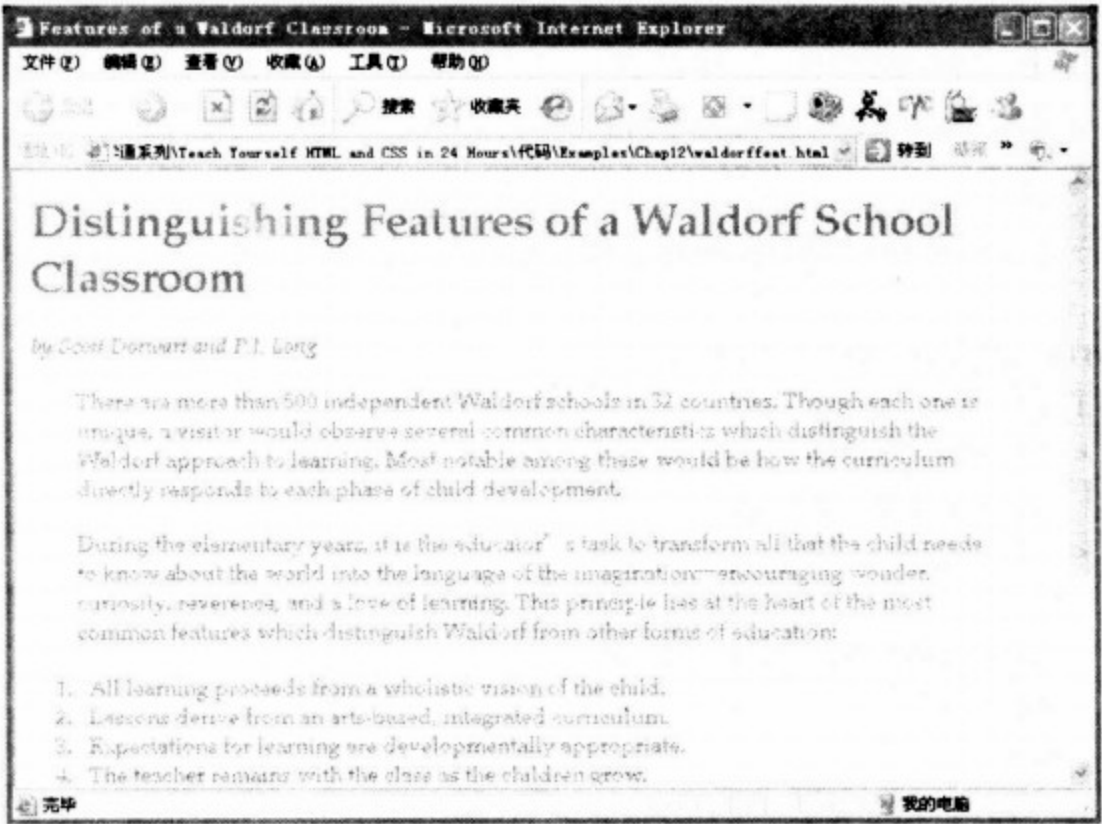 Features of a Waldorf Classroom - Microsoft Internet Explorer
文件(F) 编辑(E) 查看(V) 收藏(A) 工具(T) 帮助(H)
搜索 收藏夹
通系列\Teach Yourself HTML and CSS in 24 Hours\代码\Examples\Chap12\waldorffeat.html 转到 »
Distinguishing Features of a Waldorf School
Classroom
by Scott Dorwart and P.J. Long
There are more than 500 independent Waldorf schools in 32 countries. Though each one is
unique, a visitor would observe several common characteristics which distinguish the
Waldorf approach to learning. Most notable among these would be how the curriculum
directly responds to each phase of child development.
During the elementary years, it is the educator’s task to transform all that the child needs
to know about the world into the language of the imagination—encouraging wonder,
curiosity, reverence, and a love of learning. This principle lies at the heart of the most
common features which distinguish Waldorf from other forms of education:
1. All learning proceeds from a wholistic vision of the child.
2. Lessons derive from an arts-based, integrated curriculum.
3. Expectations for learning are developmentally appropriate.
4. The teacher remains with the class as the children grow.
完毕 我的电脑